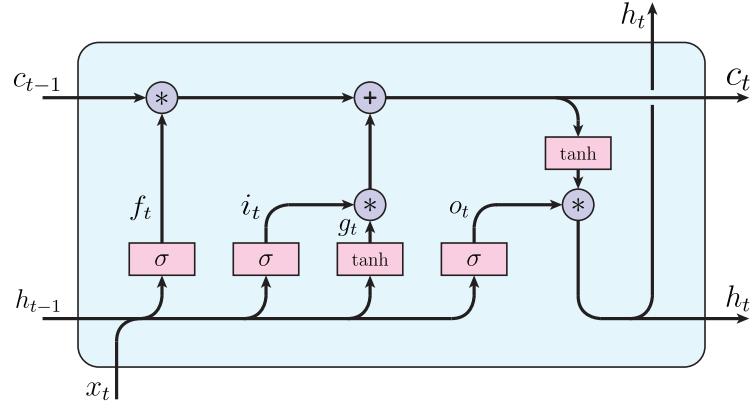 h_t
c_{t−1}
*
+
c_t
tanh
f_t
i_t
*
g_t
o_t
*
σ
σ
tanh
σ
h_{t−1}
h_t
x_t